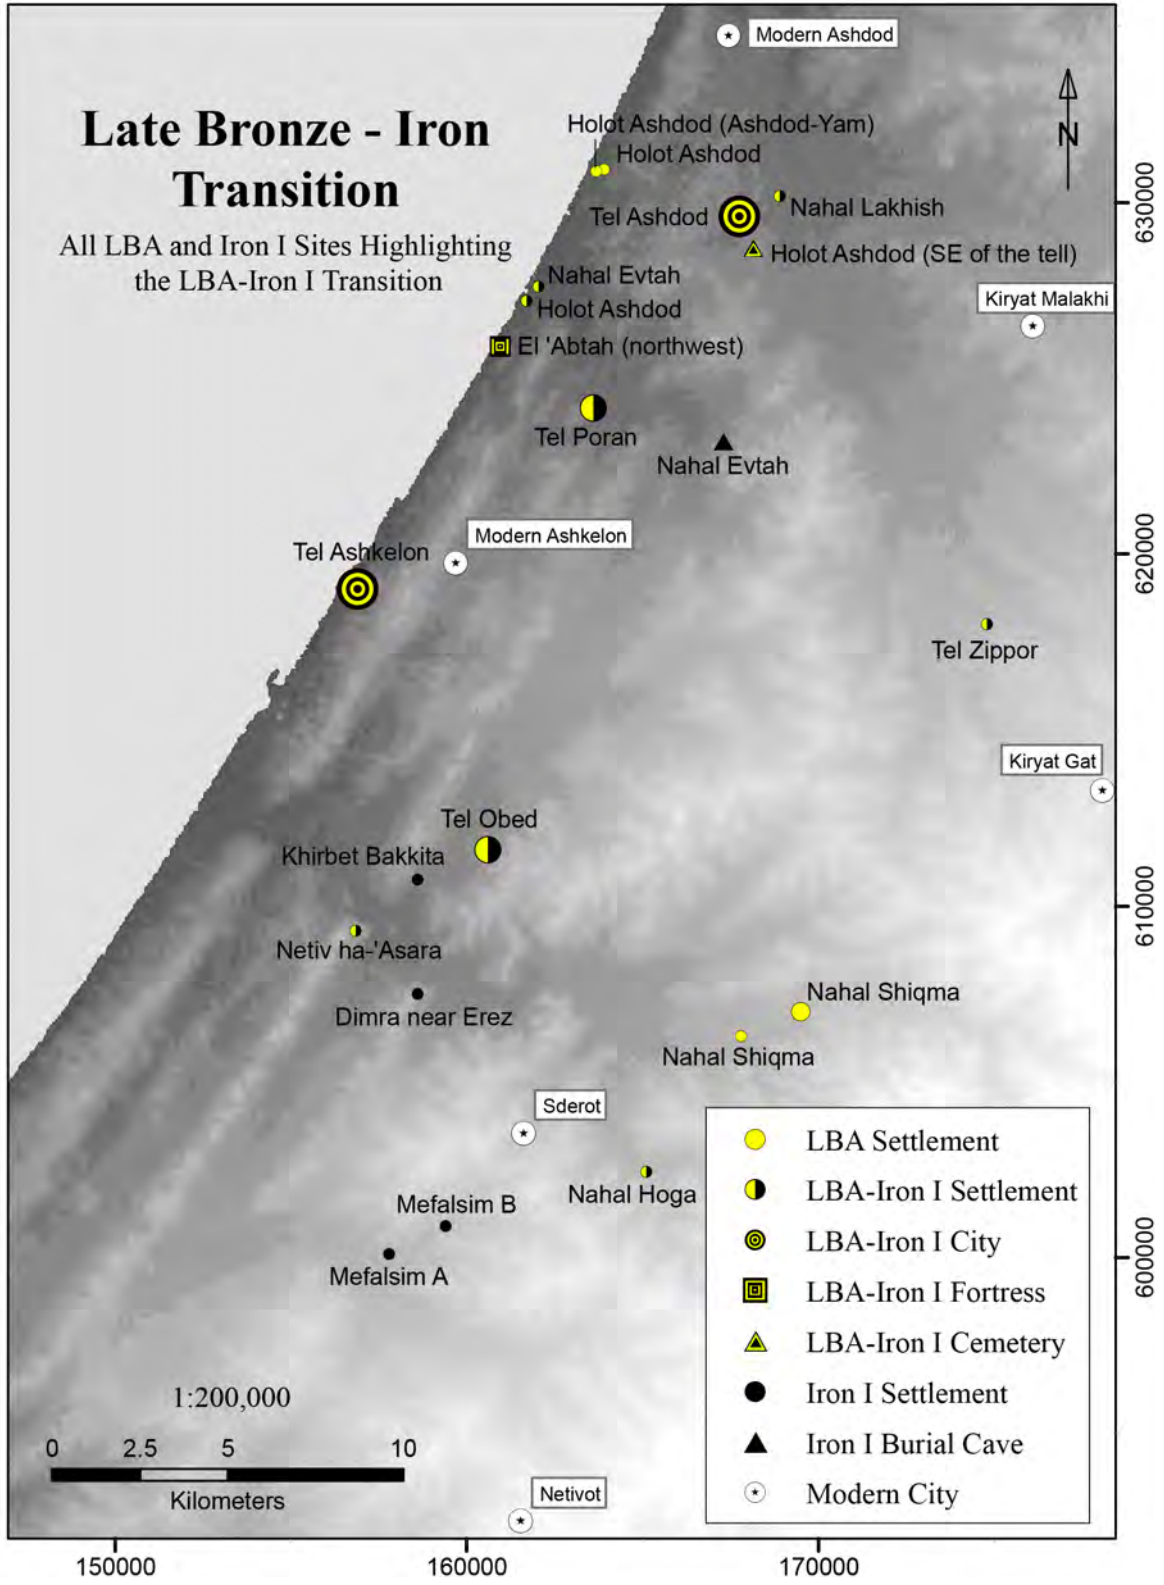 Modern Ashdod
Late Bronze - Iron
Transition
All LBA and Iron I Sites Highlighting
the LBA-Iron I Transition
N
Holot Ashdod (Ashdod-Yam)
Holot Ashdod
Tel Ashdod
Nahal Lakhish
Holot Ashdod (SE of the tell)
Nahal Evtah
Holot Ashdod
Kiryat Malakhi
El 'Abtah (northwest)
Tel Poran
Nahal Evtah
Modern Ashkelon
Tel Ashkelon
Tel Zippor
Kiryat Gat
Tel Obed
Khirbet Bakkita
Netiv ha-'Asara
Dimra near Erez
Nahal Shiqma
Nahal Shiqma
Sderot
Nahal Hoga
Mefalsim B
Mefalsim A
Netivot
LBA Settlement
LBA-Iron I Settlement
LBA-Iron I City
LBA-Iron I Fortress
LBA-Iron I Cemetery
Iron I Settlement
Iron I Burial Cave
Modern City
1:200,000
0 2.5 5 10
Kilometers
630000
620000
610000
600000
150000 160000 170000